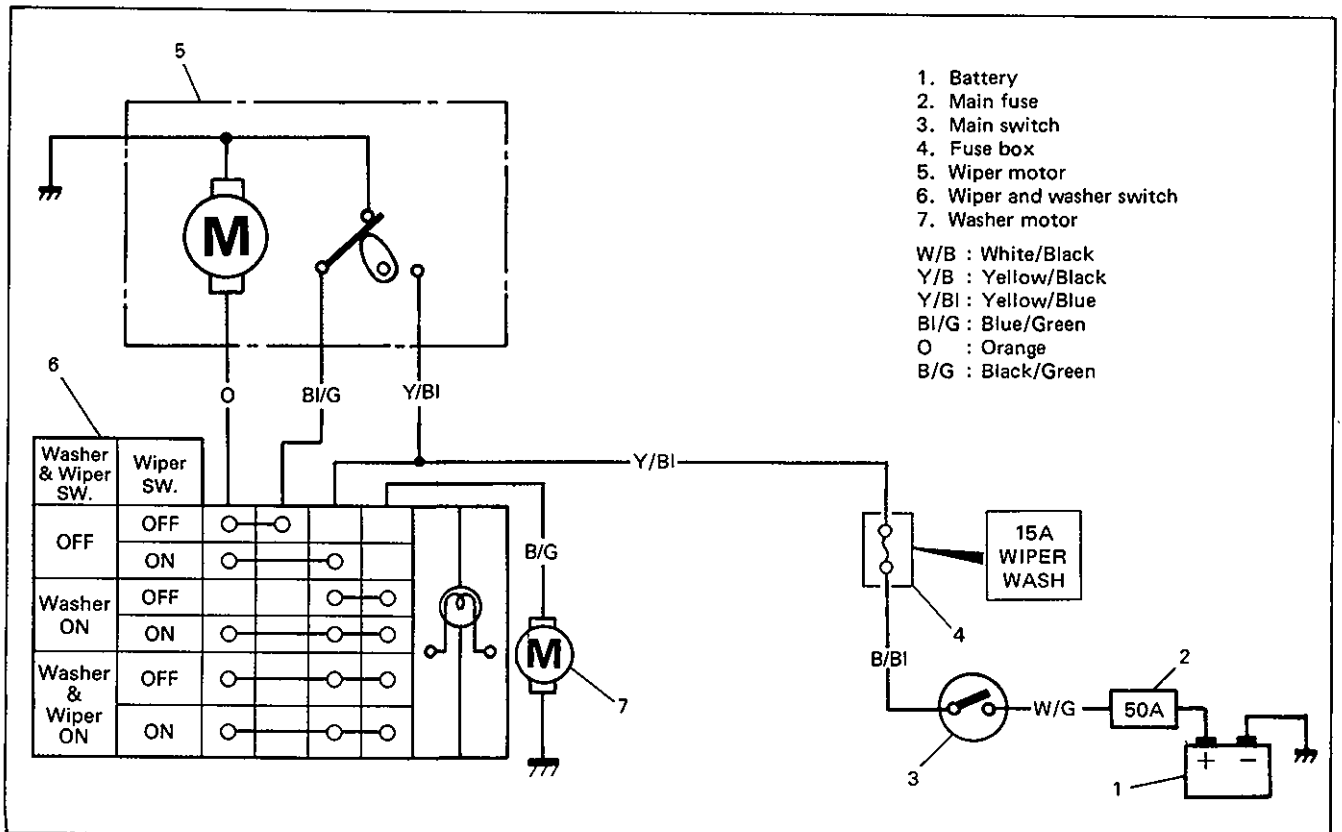 5
1. Battery
2. Main fuse
3. Main switch
4. Fuse box
5. Wiper motor
6. Wiper and washer switch
7. Washer motor
W/B : White/Black
Y/B : Yellow/Black
Y/Bl : Yellow/Blue
Bl/G : Blue/Green
O : Orange
B/G : Black/Green
M
6
O
Bl/G
Y/Bl
Y/Bl
Washer
& Wiper
SW.
Wiper
SW.
OFF
OFF
ON
Washer
ON
OFF
ON
Washer
&
Wiper
ON
OFF
ON
B/G
M
7
15A
WIPER
WASH
4
B/Bl
3
W/G
2
50A
+ −
1